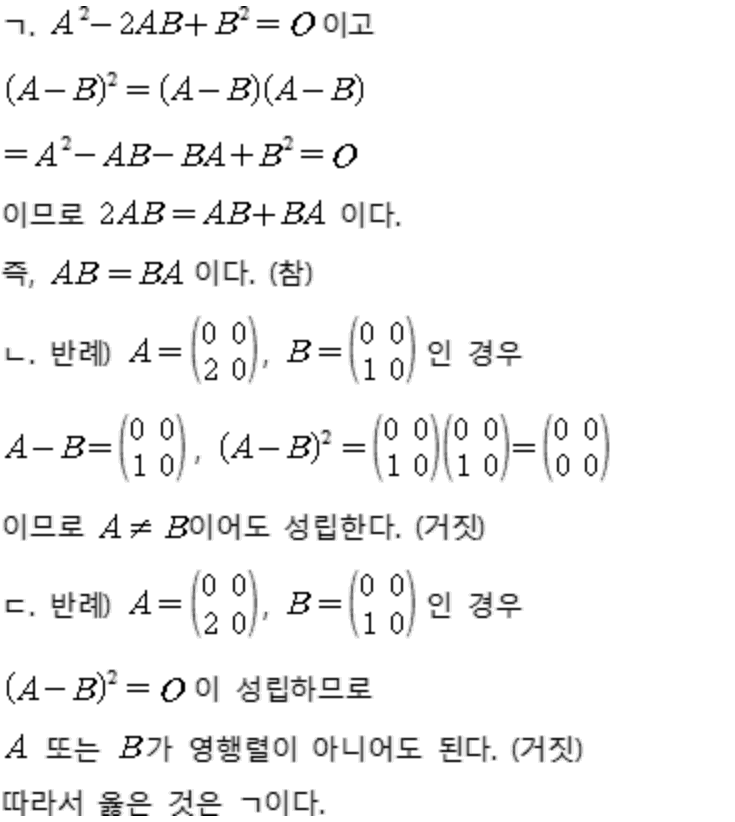 ㄱ. A²− 2AB+ B² = O 이고
(A− B)² = (A− B)(A− B)
= A²− AB− BA+ B² = O
이므로 2AB = AB+ BA 이다.
즉, AB = BA 이다. (참)
ㄴ. 반례) A = (0 0; 2 0), B = (0 0; 1 0) 인 경우
A− B= (0 0; 1 0), (A− B)² = (0 0; 1 0)(0 0; 1 0)= (0 0; 0 0)
이므로 A ≠ B이어도 성립한다. (거짓)
ㄷ. 반례) A = (0 0; 2 0), B = (0 0; 1 0) 인 경우
(A− B)² = O 이 성립하므로
A 또는 B가 영행렬이 아니어도 된다. (거짓)
따라서 옳은 것은 ㄱ이다.